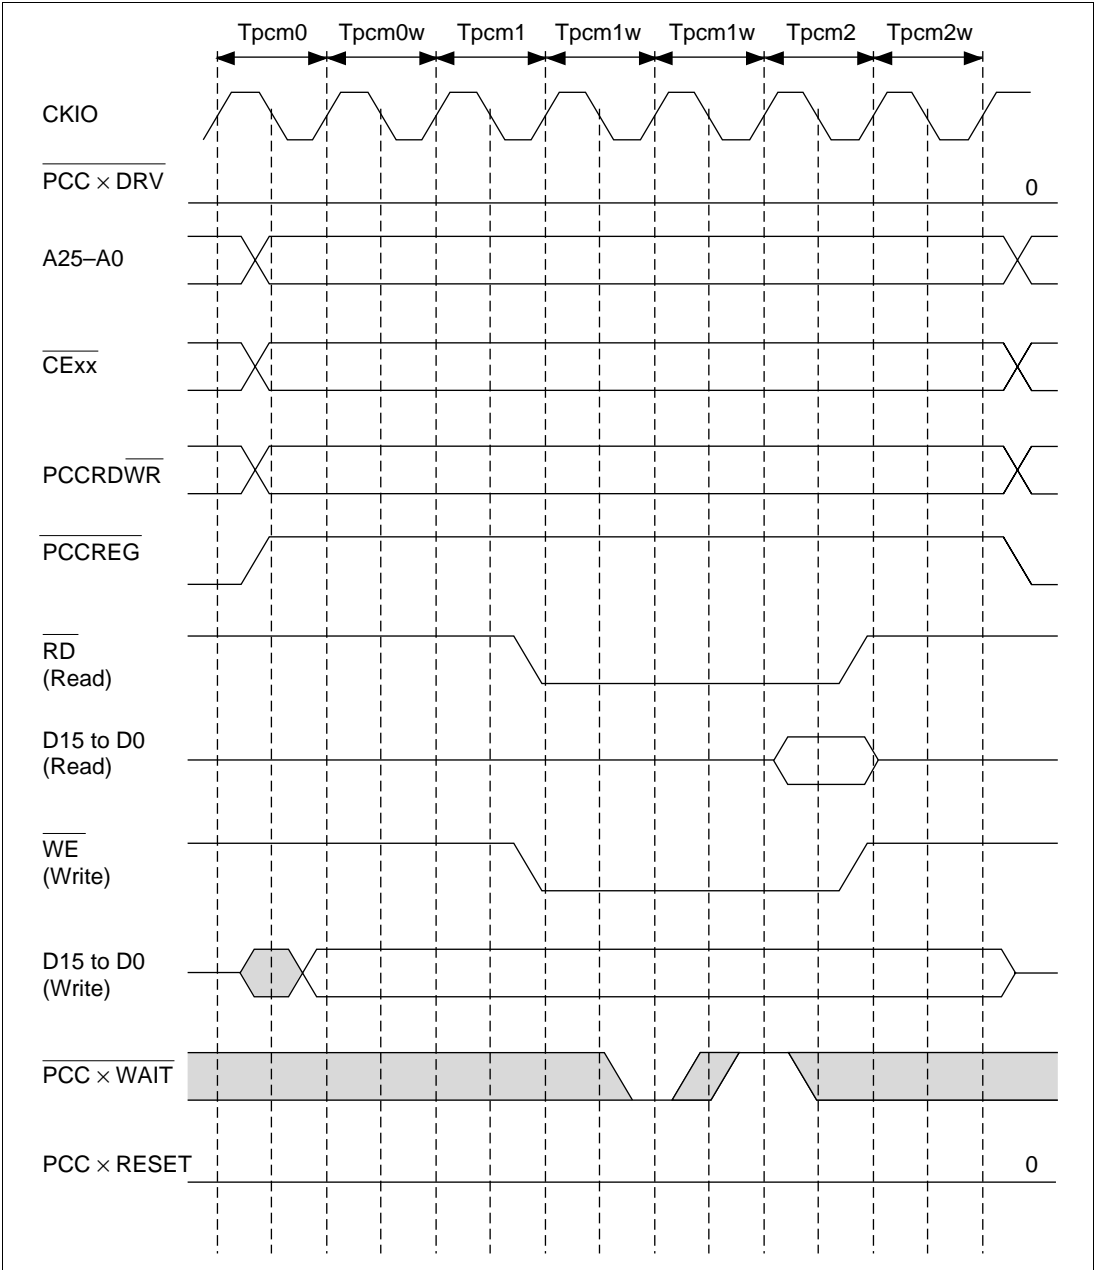 Tpcm0 Tpcm0w Tpcm1 Tpcm1w Tpcm1w Tpcm2 Tpcm2w
CKIO
PCC × DRV
0
A25–A0
CExx
PCCRDWR
PCCREG
RD
(Read)
D15 to D0
(Read)
WE
(Write)
D15 to D0
(Write)
PCC × WAIT
PCC × RESET
0